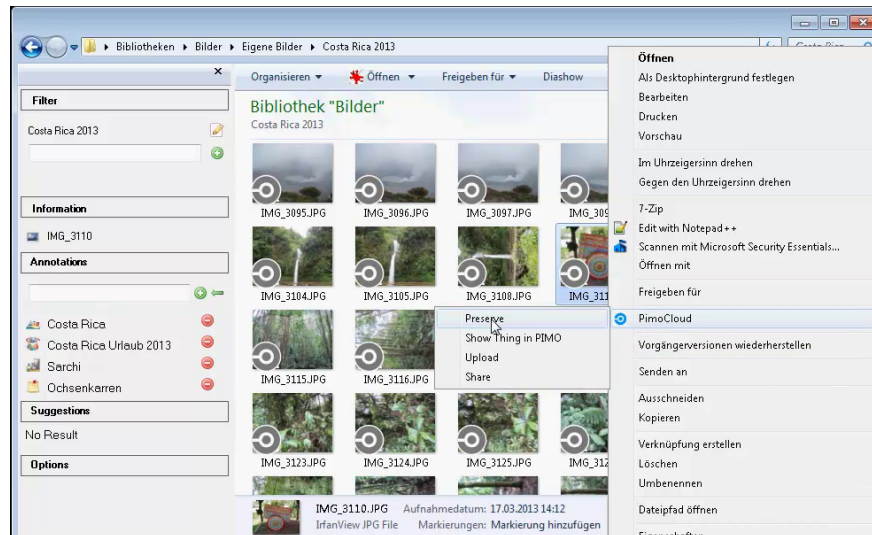 Bibliotheken ▸ Bilder ▸ Eigene Bilder ▸ Costa Rica 2013
Organisieren Öffnen Freigeben für Diashow
Filter
Costa Rica 2013
Information
IMG_3110
Annotations
Costa Rica
Costa Rica Urlaub 2013
Sarchi
Ochsenkarren
Suggestions
No Result
Options
Bibliothek "Bilder"
Costa Rica 2013
IMG_3095.JPG IMG_3096.JPG IMG_3097.JPG IMG_309
IMG_3104.JPG IMG_3105.JPG IMG_3108.JPG IMG_311
IMG_3115.JPG IMG_3116.JPG
IMG_3123.JPG IMG_3124.JPG IMG_3125.JPG IMG_312
IMG_3110.JPG Aufnahmedatum: 17.03.2013 14:12
IrfanView JPG File Markierungen: Markierung hinzufügen
Preserve
Show Thing in PIMO
Upload
Share
Öffnen
Als Desktophintergrund festlegen
Bearbeiten
Drucken
Vorschau
Im Uhrzeigersinn drehen
Gegen den Uhrzeigersinn drehen
7-Zip
Edit with Notepad++
Scannen mit Microsoft Security Essentials...
Öffnen mit
Freigeben für
PimoCloud
Vorgängerversionen wiederherstellen
Senden an
Ausschneiden
Kopieren
Verknüpfung erstellen
Löschen
Umbenennen
Dateipfad öffnen